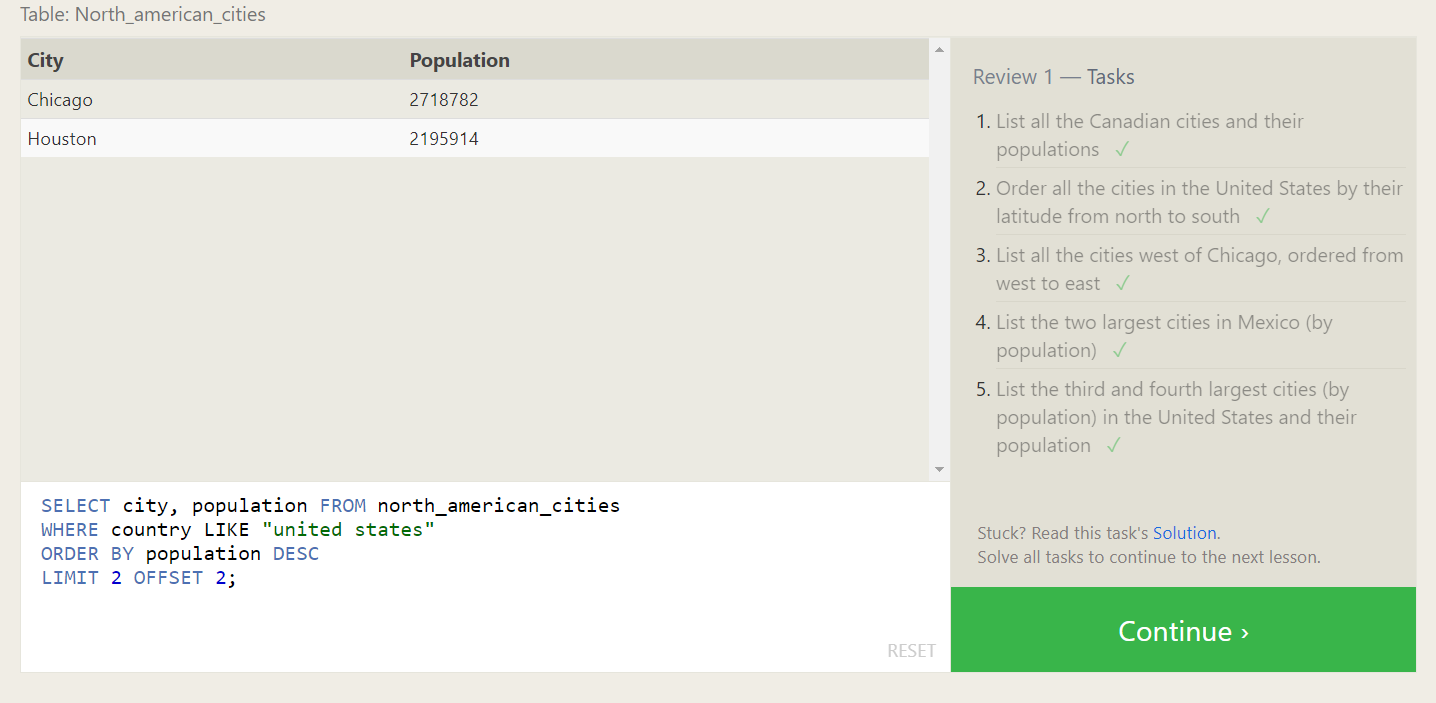 Table: North_american_cities
City Population
Chicago 2718782
Houston 2195914
SELECT city, population FROM north_american_cities
WHERE country LIKE "united states"
ORDER BY population DESC
LIMIT 2 OFFSET 2;
RESET
Review 1 — Tasks
1. List all the Canadian cities and their
populations ✓
2. Order all the cities in the United States by their
latitude from north to south ✓
3. List all the cities west of Chicago, ordered from
west to east ✓
4. List the two largest cities in Mexico (by
population) ✓
5. List the third and fourth largest cities (by
population) in the United States and their
population ✓
Stuck? Read this task's Solution.
Solve all tasks to continue to the next lesson.
Continue ›